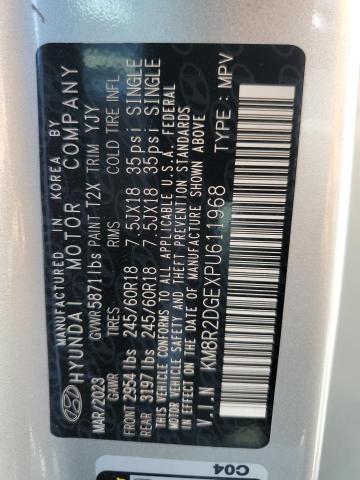 MANUFACTURED IN KOREA BY
HYUNDAI MOTOR COMPANY
MAR/2023 GVWR 5871lbs PAINT T2X TRIM YJY
GAWR TIRES RMS COLD TIRE INFL
FRONT 2954 lbs 245/60R18 7.5JX18 35psi SINGLE
REAR 3197 lbs 245/60R18 7.5JX18 35 psi SINGLE
THIS VEHICLE CONFORMS TO ALL APPLICABLE U.S.A. FEDERAL
MOTOR VEHICLE SAFETY AND THEFT PREVENTION STANDARDS
IN EFFECT ON THE DATE OF MANUFACTURE SHOWN ABOVE
V.I.N KM8R2DGEXPU611968 TYPE: MPV
C04